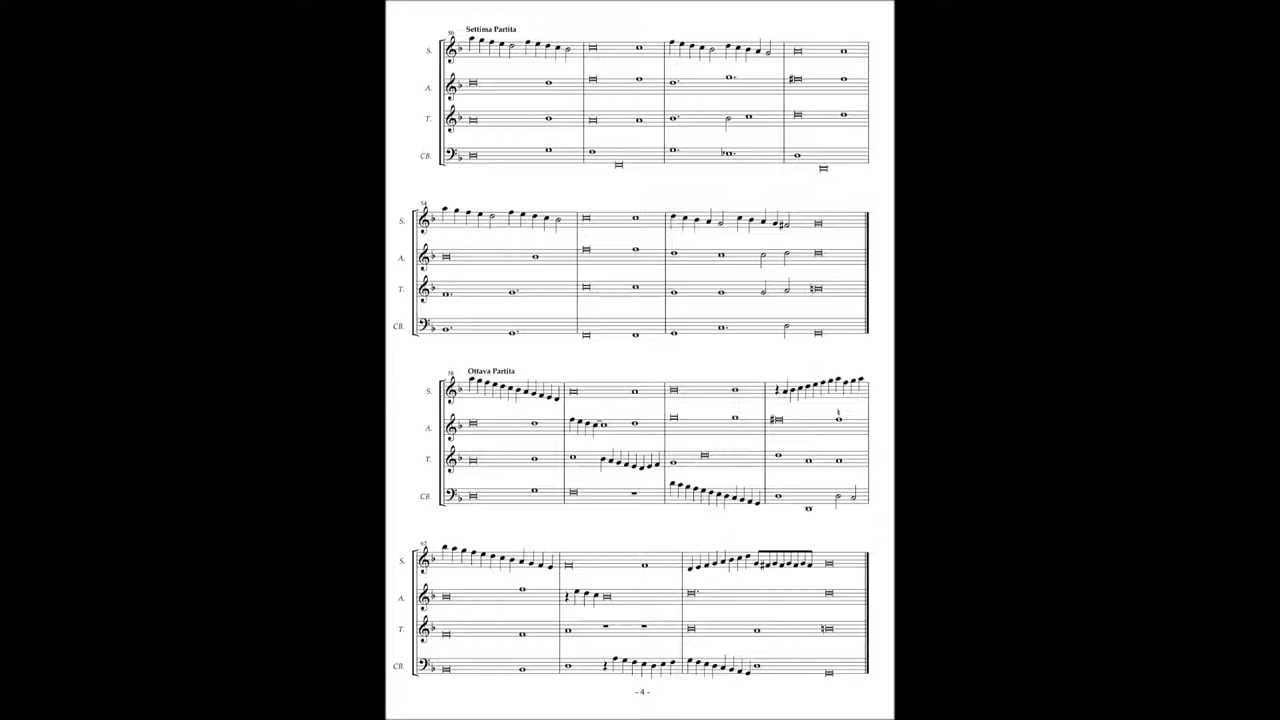 Settima Partita
50
S.
A.
T.
CB.
54
S.
A.
T.
CB.
Ottava Partita
58
S.
A.
T.
CB.
62
S.
A.
T.
CB.
- 4 -